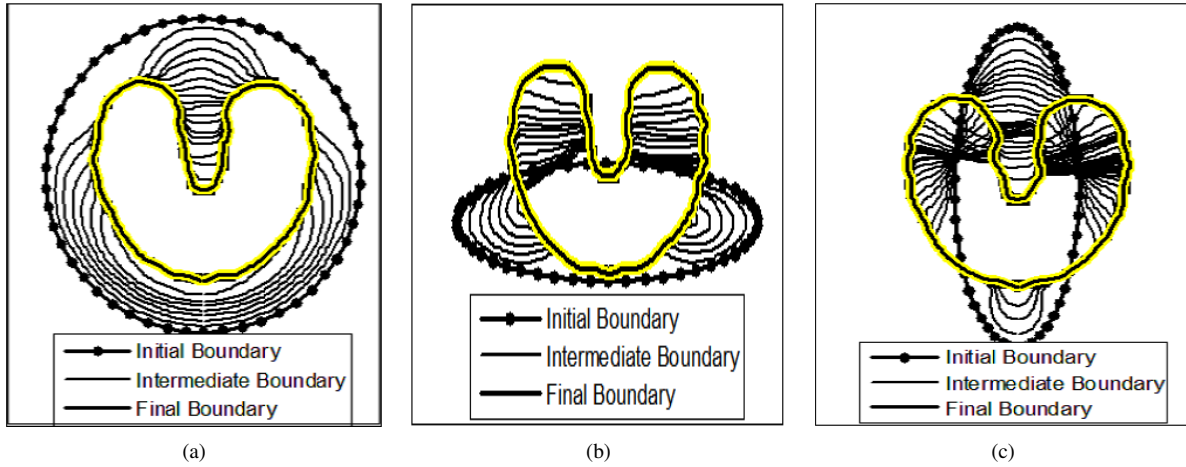 Initial Boundary
Intermediate Boundary
Final Boundary
(a)
Initial Boundary
Intermediate Boundary
Final Boundary
(b)
Initial Boundary
Intermediate Boundary
Final Boundary
(c)